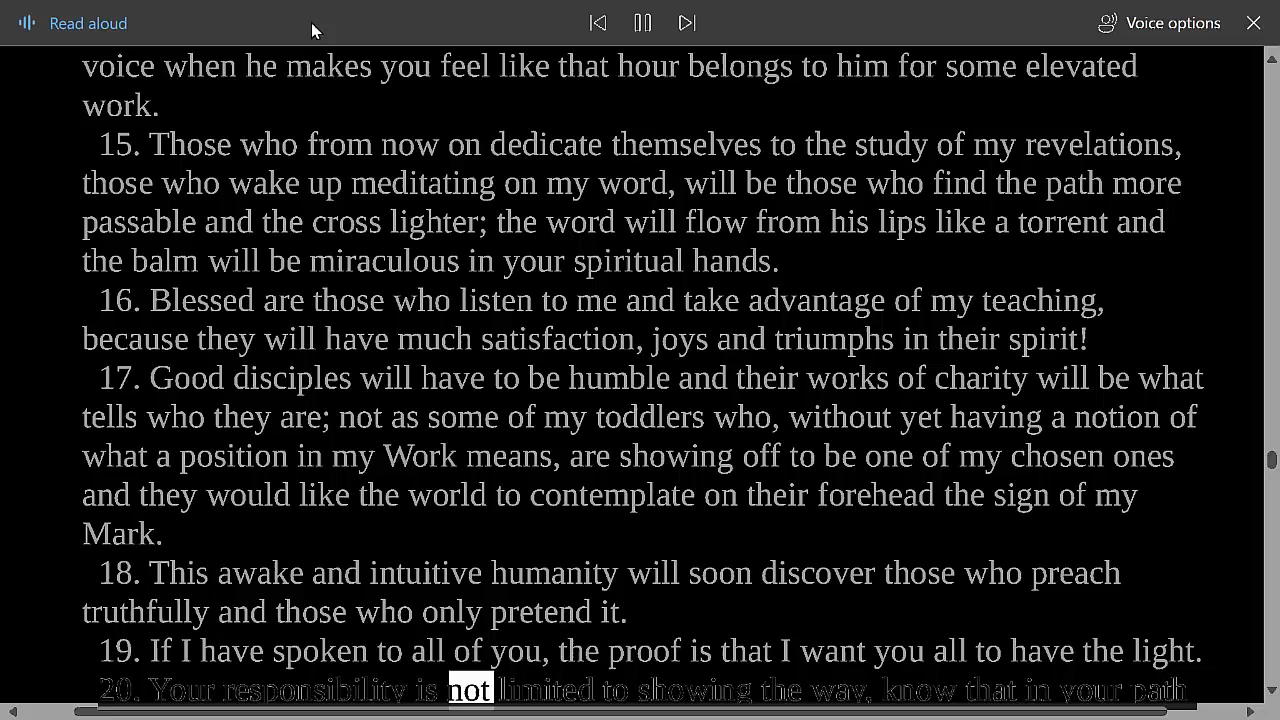 Read aloud
Voice options
voice when he makes you feel like that hour belongs to him for some elevated
work.
15. Those who from now on dedicate themselves to the study of my revelations,
those who wake up meditating on my word, will be those who find the path more
passable and the cross lighter; the word will flow from his lips like a torrent and
the balm will be miraculous in your spiritual hands.
16. Blessed are those who listen to me and take advantage of my teaching,
because they will have much satisfaction, joys and triumphs in their spirit!
17. Good disciples will have to be humble and their works of charity will be what
tells who they are; not as some of my toddlers who, without yet having a notion of
what a position in my Work means, are showing off to be one of my chosen ones
and they would like the world to contemplate on their forehead the sign of my
Mark.
18. This awake and intuitive humanity will soon discover those who preach
truthfully and those who only pretend it.
19. If I have spoken to all of you, the proof is that I want you all to have the light.
20. Your responsibility is not limited to showing the way, know that in your path